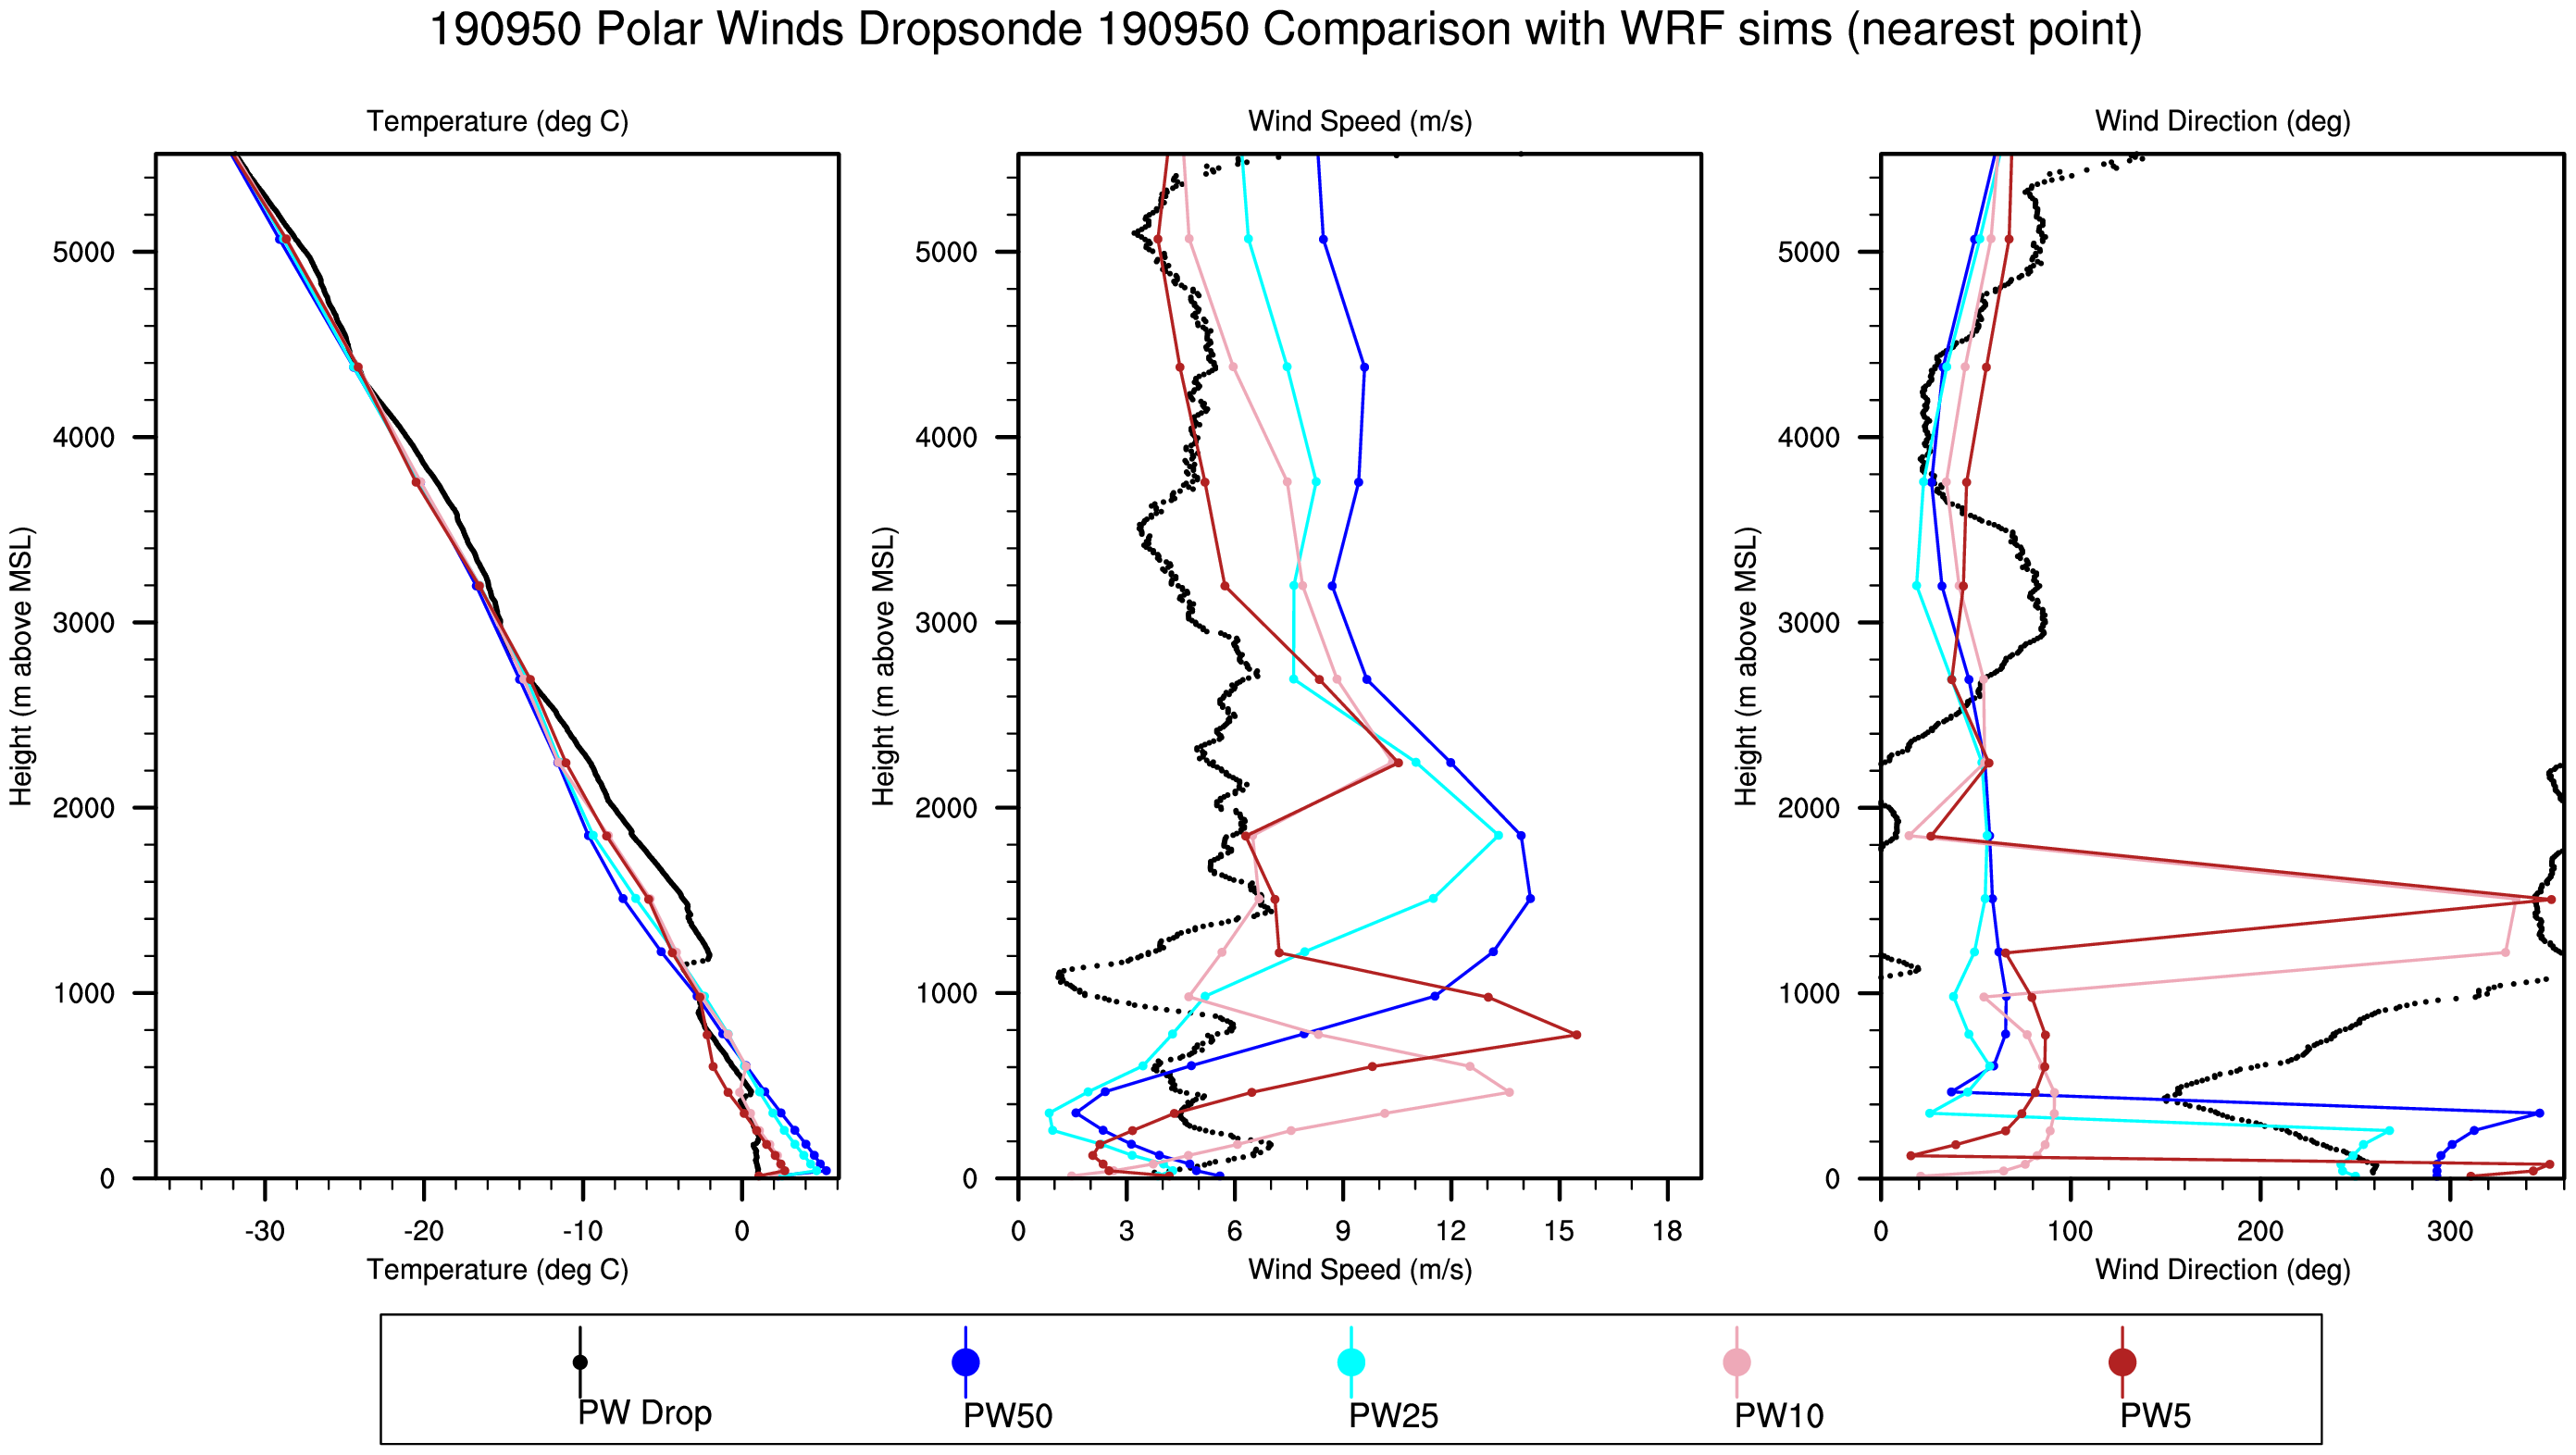 190950 Polar Winds Dropsonde 190950 Comparison with WRF sims (nearest point)
Temperature (deg C)
Wind Speed (m/s)
Wind Direction (deg)
Height (m above MSL)
5000
4000
3000
2000
1000
0
-30 -20 -10 0
Temperature (deg C)
Height (m above MSL)
5000
4000
3000
2000
1000
0
0 3 6 9 12 15 18
Wind Speed (m/s)
Height (m above MSL)
5000
4000
3000
2000
1000
0
0 100 200 300
Wind Direction (deg)
PW Drop PW50 PW25 PW10 PW5